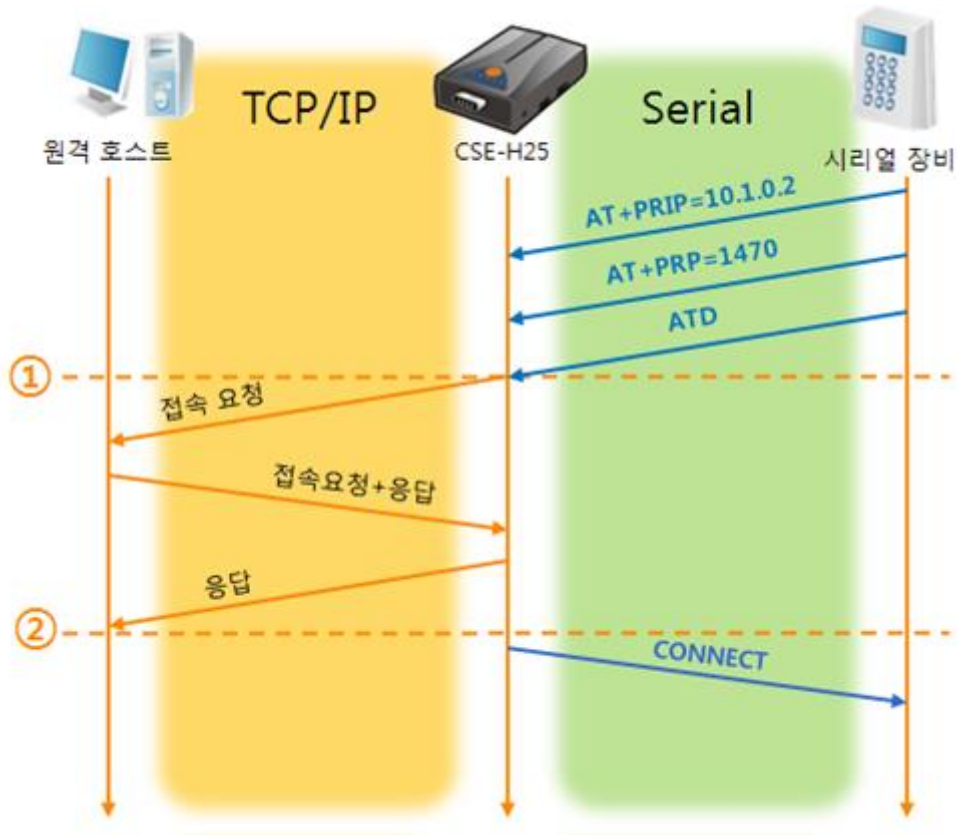 TCP/IP
Serial
원격 호스트
CSE-H25
시리얼 장비
AT+PRIP=10.1.0.2
AT+PRP=1470
ATD
①
접속 요청
접속요청+응답
응답
②
CONNECT